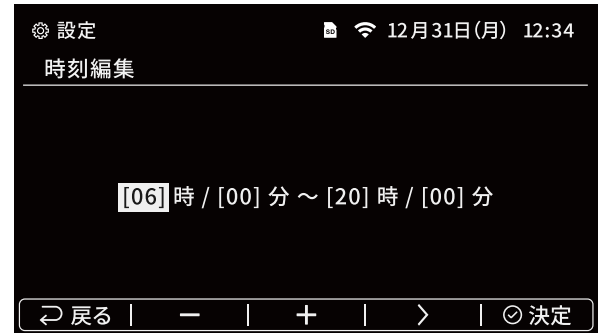 設定 SD 12月31日(月) 12:34
時刻編集
[06] 時 / [00] 分 ～ [20] 時 / [00] 分
戻る | − | + | > | 決定